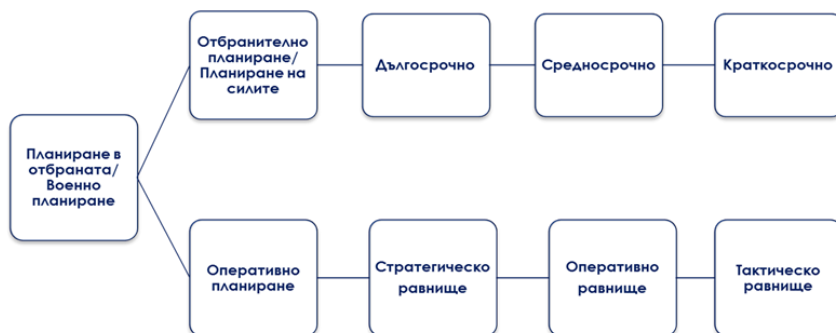 Отбранително
планиране/
Планиране на
силите
Дългосрочно
Средносрочно
Краткосрочно
Планиране в
отбраната/
Военно
планиране
Оперативно
планиране
Стратегическо
равнище
Оперативно
равнище
Тактическо
равнище